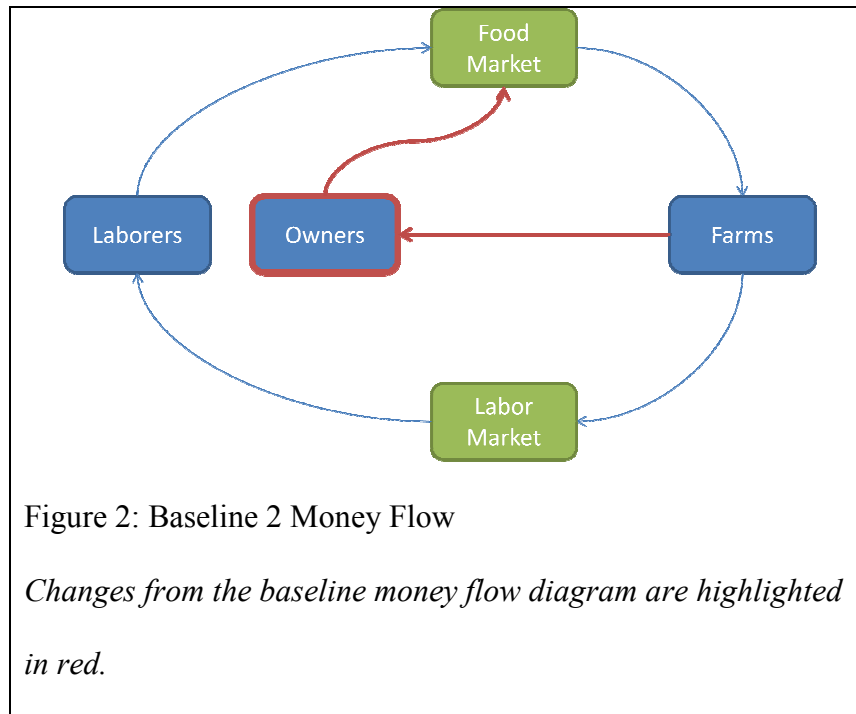 Food
Market
Laborers
Owners
Farms
Labor
Market
Figure 2: Baseline 2 Money Flow
Changes from the baseline money flow diagram are highlighted
in red.